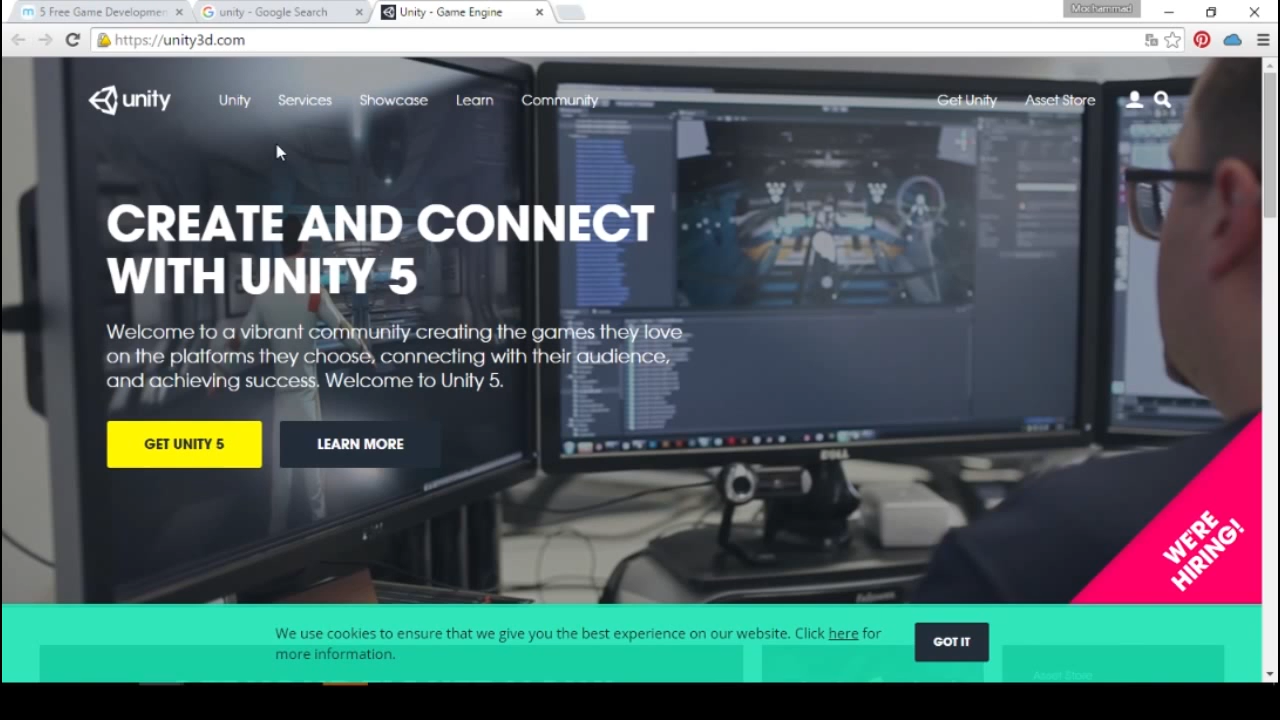 5 Free Game Developmen
unity - Google Search
Unity - Game Engine
Mochammad
https://unity3d.com
unity
Unity
Services
Showcase
Learn
Community
Get Unity
Asset Store
CREATE AND CONNECT
WITH UNITY 5
Welcome to a vibrant community creating the games they love
on the platforms they choose, connecting with their audience,
and achieving success. Welcome to Unity 5.
GET UNITY 5
LEARN MORE
DELL
WE'RE
HIRING!
We use cookies to ensure that we give you the best experience on our website. Click here for
more information.
GOT IT
Asset Store